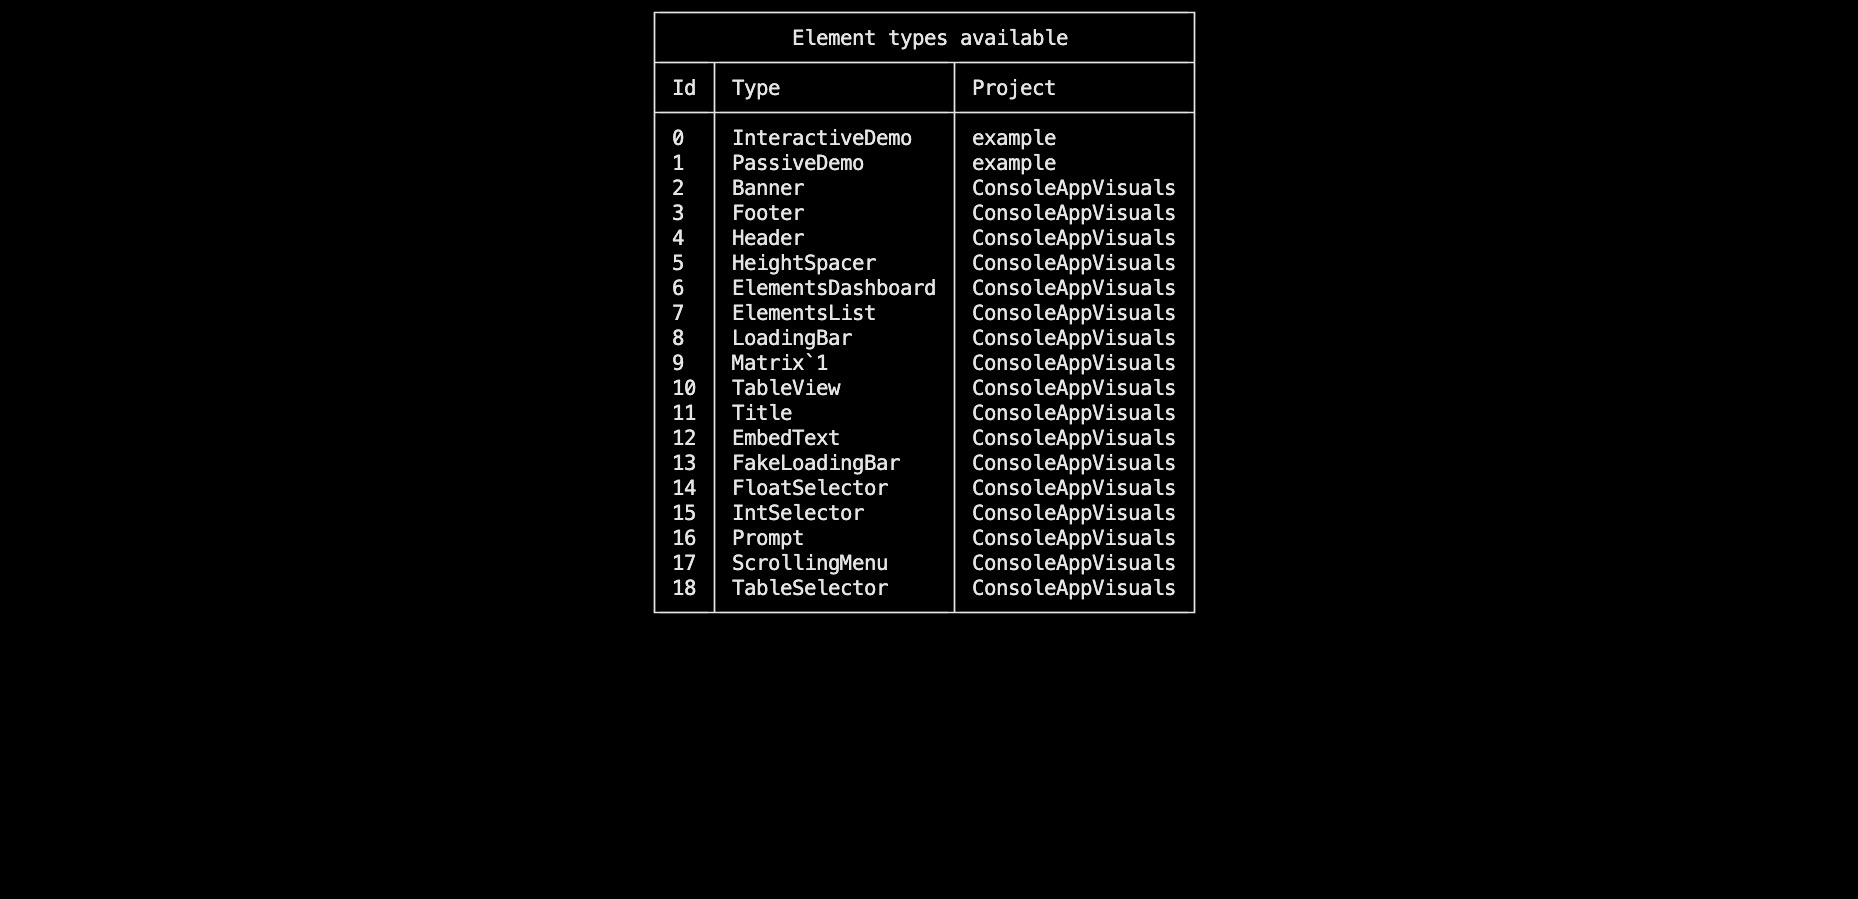 Element types available
Id Type Project
0 InteractiveDemo example
1 PassiveDemo example
2 Banner ConsoleAppVisuals
3 Footer ConsoleAppVisuals
4 Header ConsoleAppVisuals
5 HeightSpacer ConsoleAppVisuals
6 ElementsDashboard ConsoleAppVisuals
7 ElementsList ConsoleAppVisuals
8 LoadingBar ConsoleAppVisuals
9 Matrix`1 ConsoleAppVisuals
10 TableView ConsoleAppVisuals
11 Title ConsoleAppVisuals
12 EmbedText ConsoleAppVisuals
13 FakeLoadingBar ConsoleAppVisuals
14 FloatSelector ConsoleAppVisuals
15 IntSelector ConsoleAppVisuals
16 Prompt ConsoleAppVisuals
17 ScrollingMenu ConsoleAppVisuals
18 TableSelector ConsoleAppVisuals